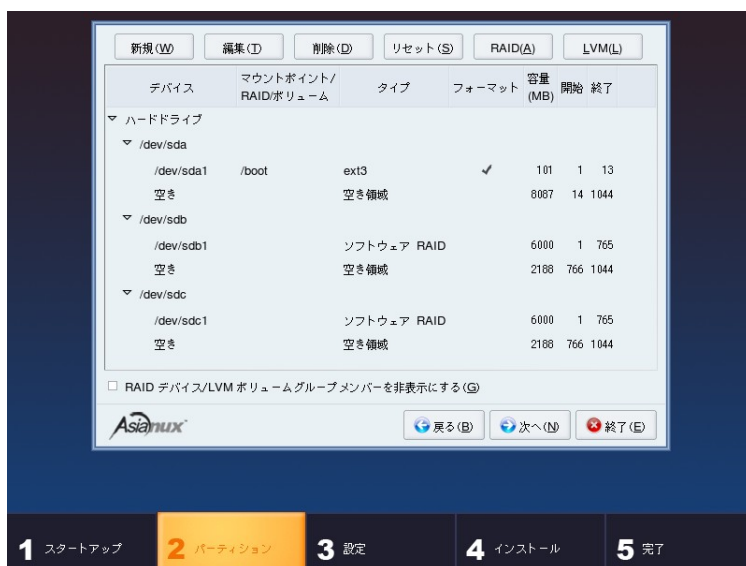 新規(W) 編集(T) 削除(D) リセット(S) RAID(A) LVM(L)
デバイス マウントポイント/RAID/ボリューム タイプ フォーマット 容量(MB) 開始 終了
ハードドライブ
/dev/sda
/dev/sda1 /boot ext3 ✓ 101 1 13
空き 空き領域 8087 14 1044
/dev/sdb
/dev/sdb1 ソフトウェア RAID 6000 1 765
空き 空き領域 2188 766 1044
/dev/sdc
/dev/sdc1 ソフトウェア RAID 6000 1 765
空き 空き領域 2188 766 1044
RAID デバイス/LVM ボリュームグループメンバーを非表示にする(G)
Asianux 戻る(B) 次へ(N) 終了(E)
1 スタートアップ 2 パーティション 3 設定 4 インストール 5 完了